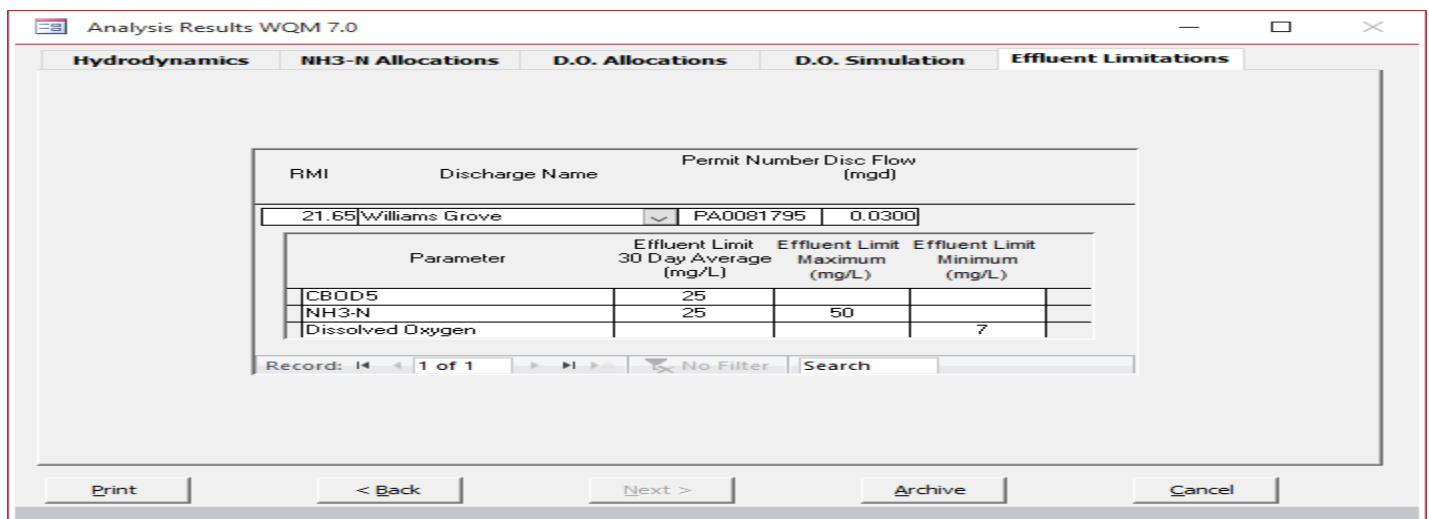 Analysis Results WQM 7.0
Hydrodynamics NH3-N Allocations D.O. Allocations D.O. Simulation Effluent Limitations
RMI Discharge Name Permit Number Disc Flow
(mgd)
21.65 Williams Grove PA0081795 0.0300
Parameter Effluent Limit 30 Day Average (mg/L) Effluent Limit Maximum (mg/L) Effluent Limit Minimum (mg/L)
CBOD5 25
NH3-N 25 50
Dissolved Oxygen 7
Record: 1 of 1 No Filter Search
Print < Back Next > Archive Cancel